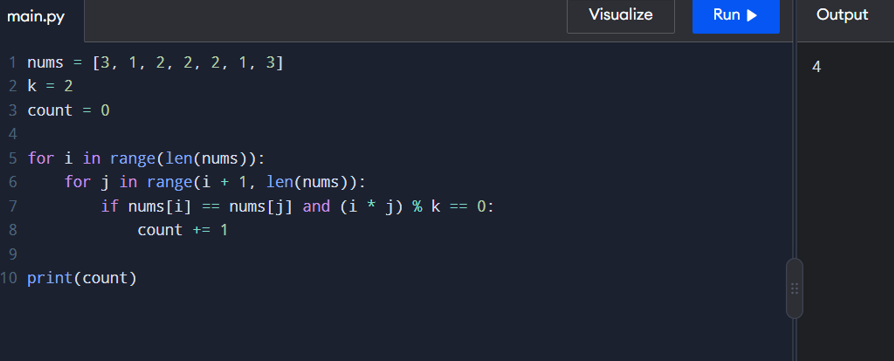 main.py
Visualize
Run
Output
1 nums = [3, 1, 2, 2, 2, 1, 3]
2 k = 2
3 count = 0
4
5 for i in range(len(nums)):
6     for j in range(i + 1, len(nums)):
7         if nums[i] == nums[j] and (i * j) % k == 0:
8             count += 1
9
10 print(count)
4